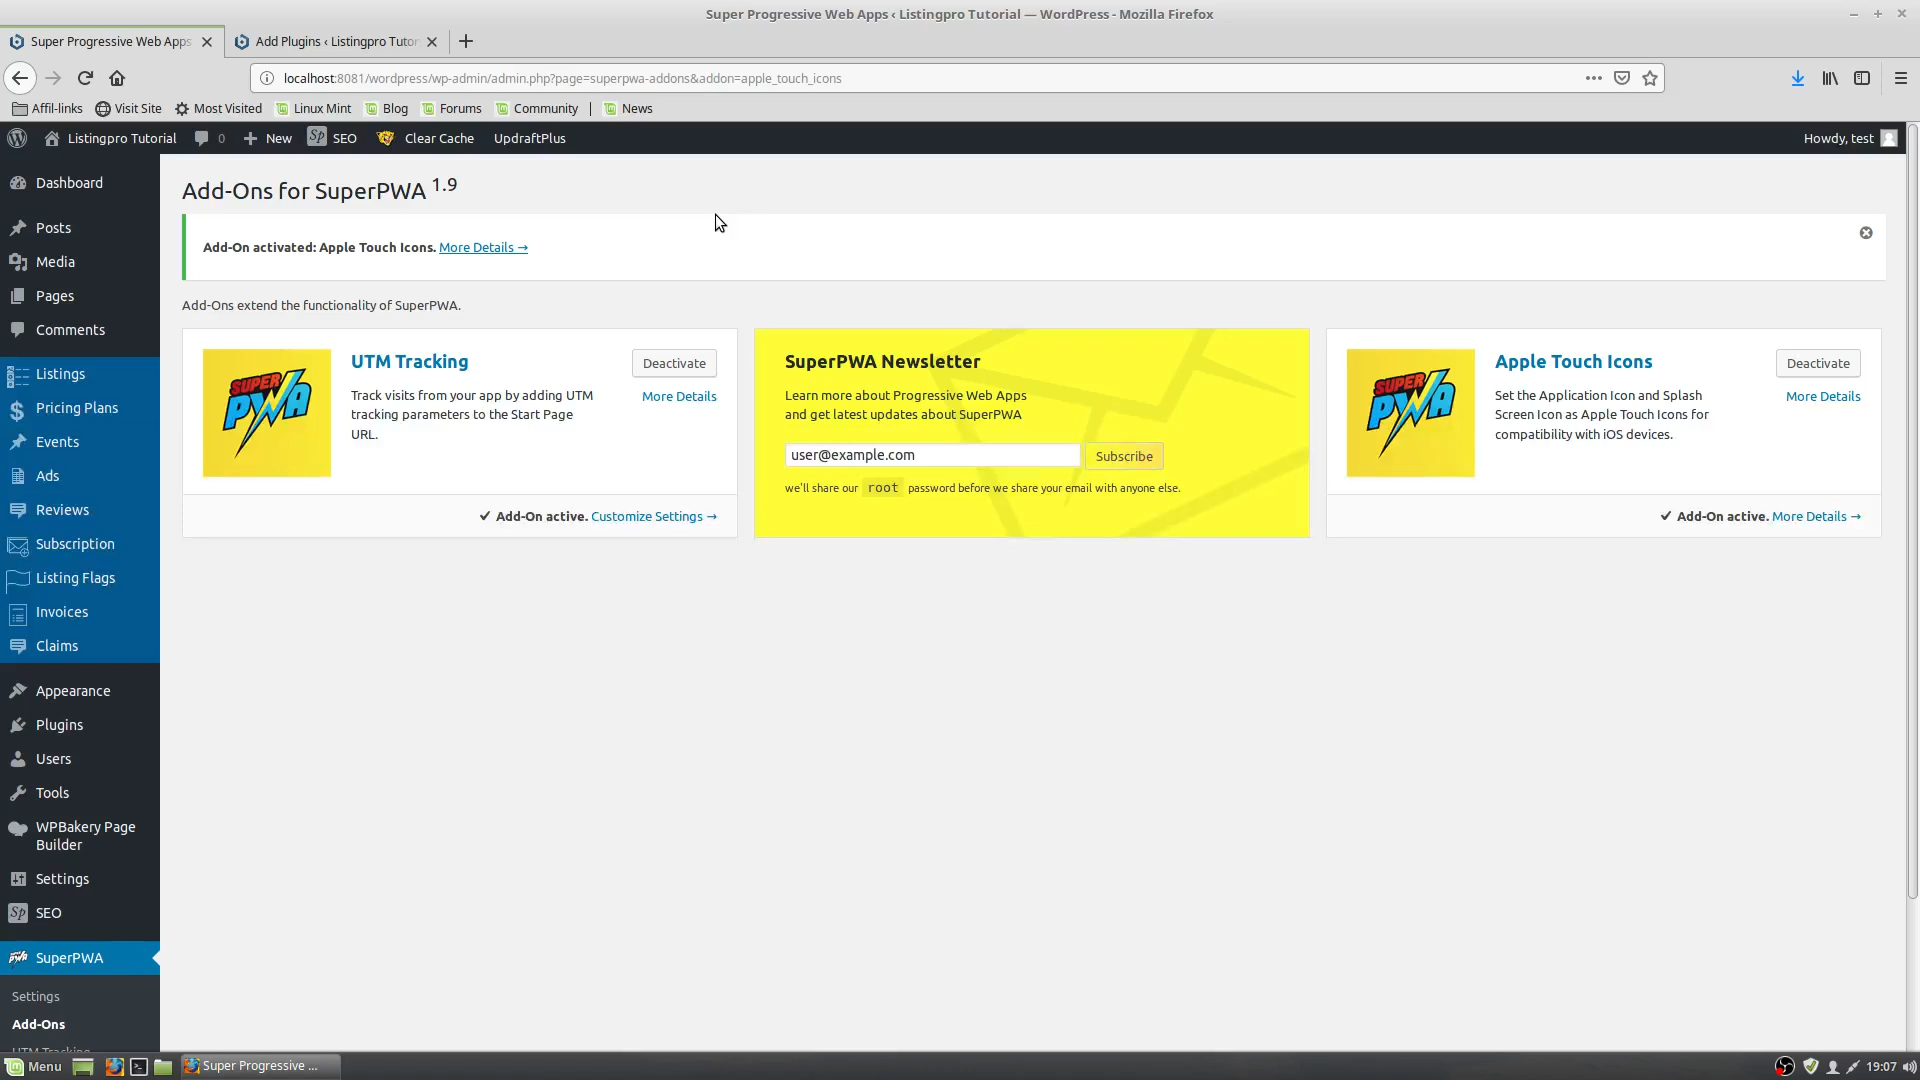 Super Progressive Web Apps ‹ Listingpro Tutorial — WordPress - Mozilla Firefox
Super Progressive Web Apps
Add Plugins ‹ Listingpro Tutor
localhost:8081/wordpress/wp-admin/admin.php?page=superpwa-addons&addon=apple_touch_icons
Affil-links
Visit Site
Most Visited
Linux Mint
Blog
Forums
Community
News
Listingpro Tutorial
0
New
Sp
SEO
Clear Cache
UpdraftPlus
Howdy, test
Dashboard
Posts
Media
Pages
Comments
Listings
Pricing Plans
Events
Ads
Reviews
Subscription
Listing Flags
Invoices
Claims
Appearance
Plugins
Users
Tools
WPBakery Page
Builder
Settings
Sp
SEO
SuperPWA
Settings
Add-Ons
UTM Tracking
Add-Ons for SuperPWA 1.9
Add-On activated: Apple Touch Icons. More Details →
Add-Ons extend the functionality of SuperPWA.
SUPER
PWA
UTM Tracking
Deactivate
More Details
Track visits from your app by adding UTM
tracking parameters to the Start Page
URL.
✔ Add-On active. Customize Settings →
SuperPWA Newsletter
Learn more about Progressive Web Apps
and get latest updates about SuperPWA
user@example.com
Subscribe
we'll share our root password before we share your email with anyone else.
SUPER
PWA
Apple Touch Icons
Deactivate
More Details
Set the Application Icon and Splash
Screen Icon as Apple Touch Icons for
compatibility with iOS devices.
✔ Add-On active. More Details →
Menu
Super Progressive ...
19:07